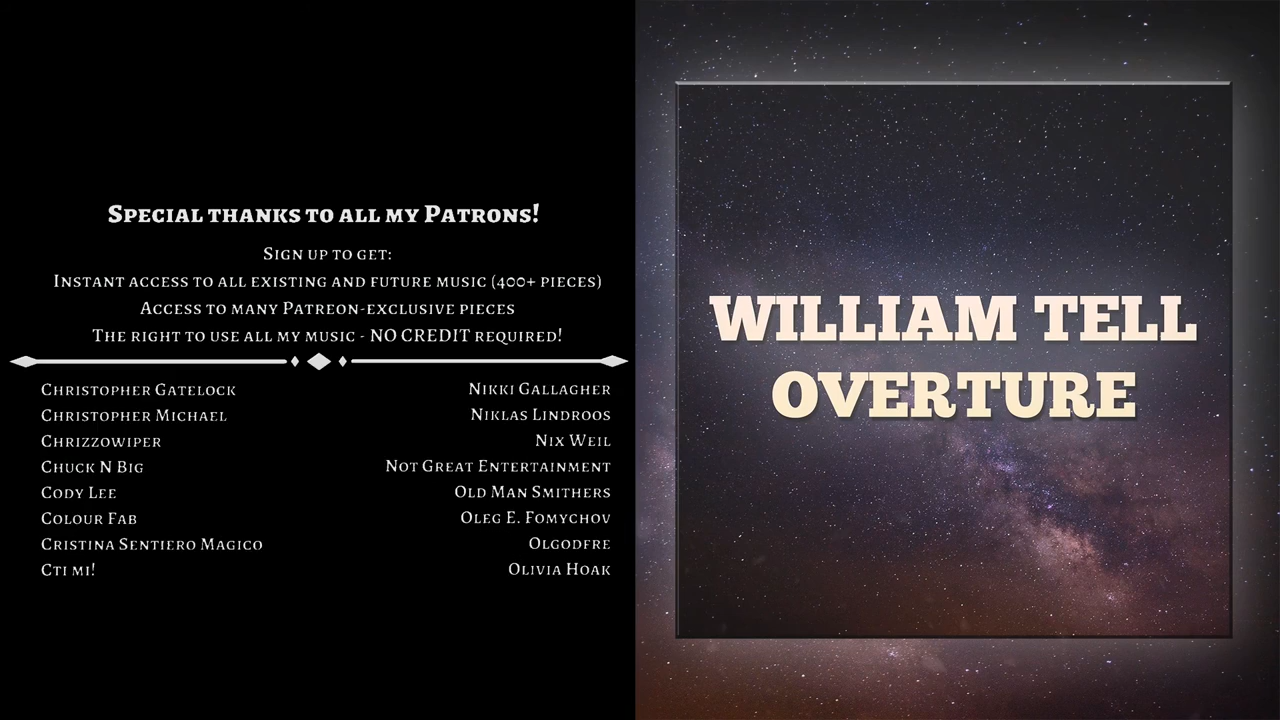 Special thanks to all my Patrons!
Sign up to get:
Instant access to all existing and future music (400+ pieces)
Access to many Patreon-exclusive pieces
The right to use all my music - NO CREDIT required!
Christopher Gatelock
Christopher Michael
Chrizzowiper
Chuck N Big
Cody Lee
Colour Fab
Cristina Sentiero Magico
Cti mi!
Nikki Gallagher
Niklas Lindroos
Nix Weil
Not Great Entertainment
Old Man Smithers
Oleg E. Fomychov
Olgodfre
Olivia Hoak
WILLIAM TELL
OVERTURE